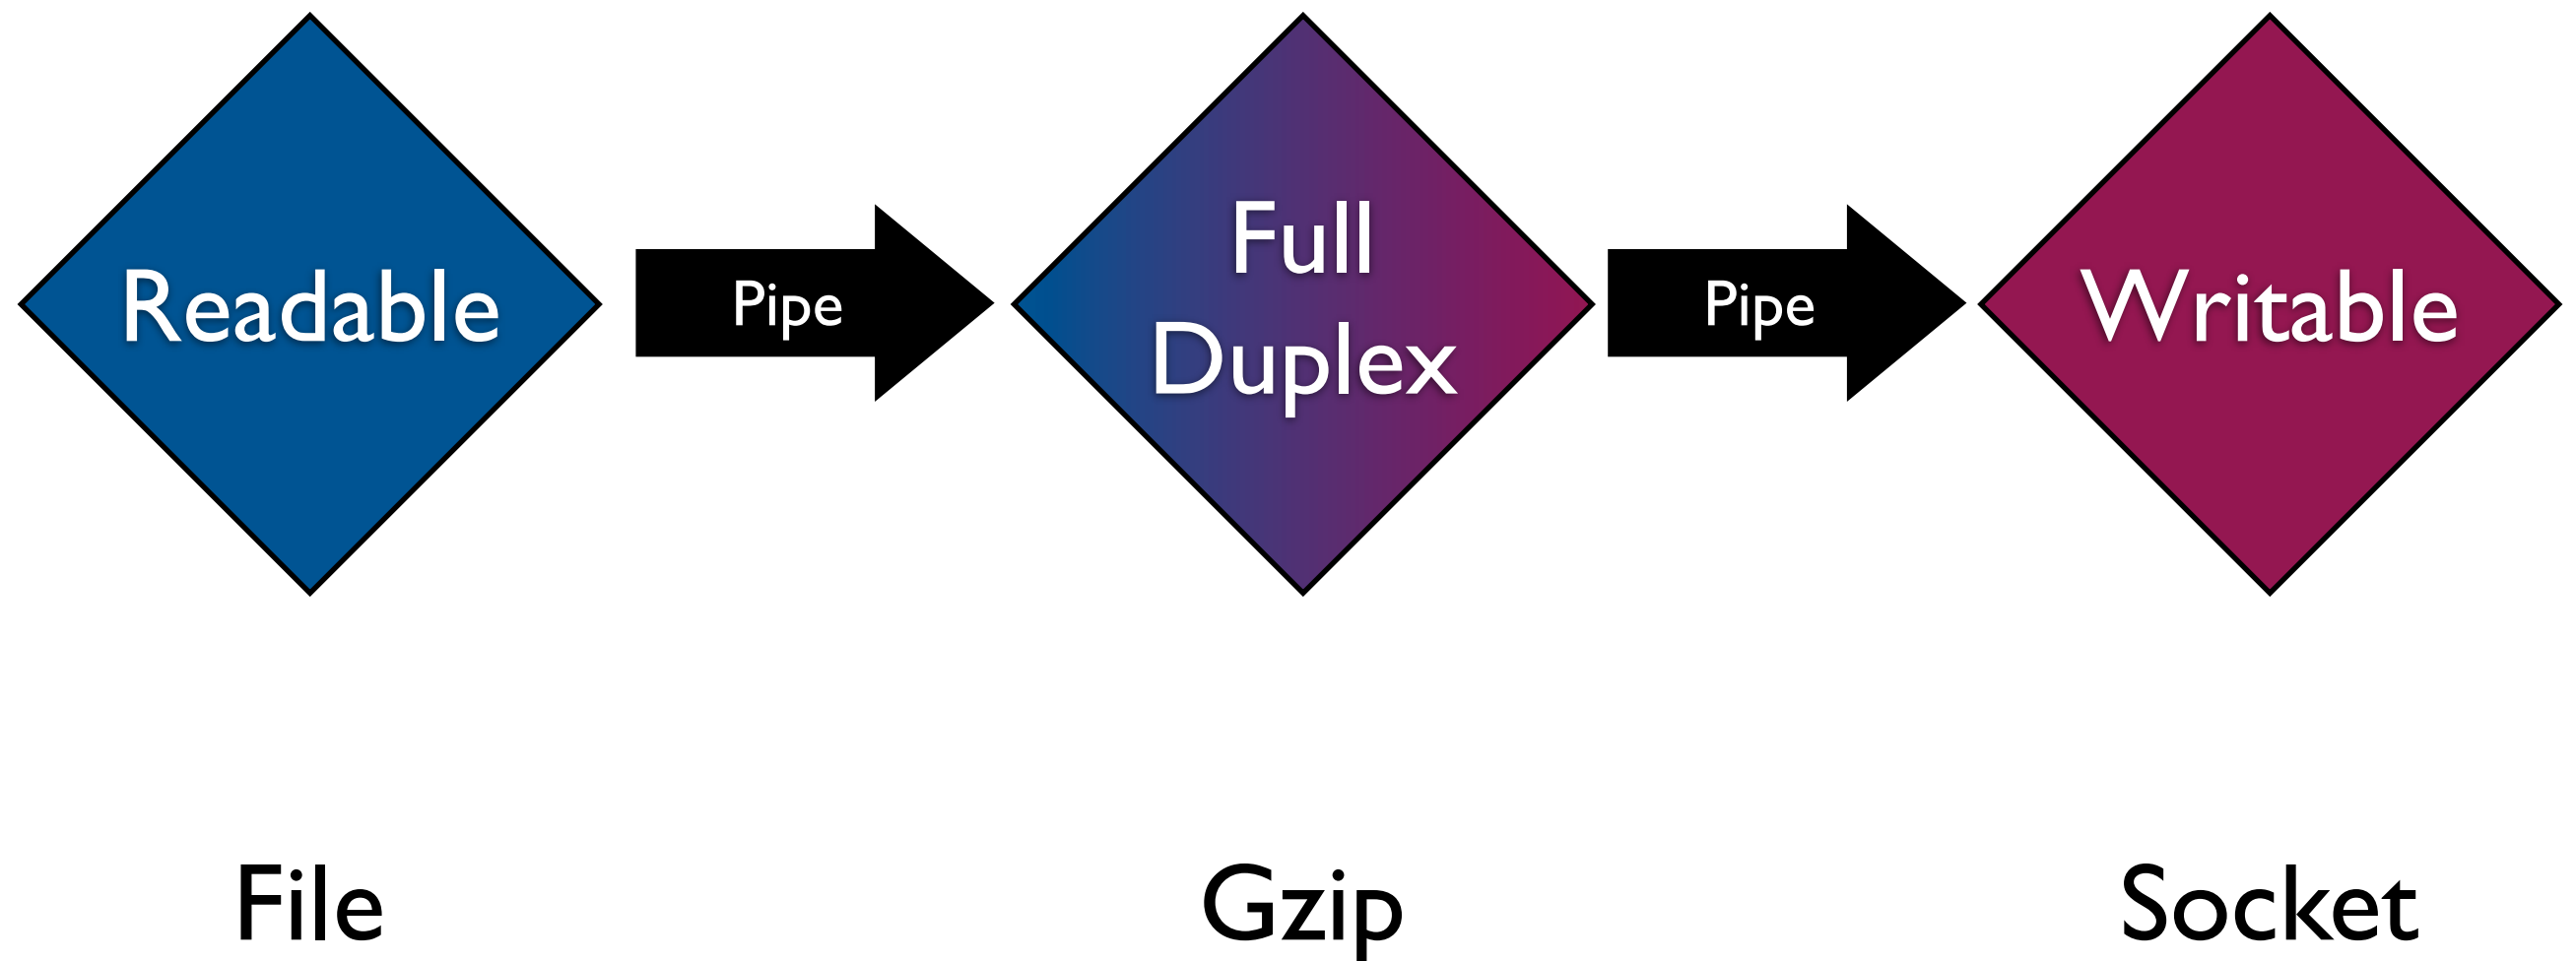 Readable
Pipe
Full
Duplex
Pipe
Writable
File
Gzip
Socket